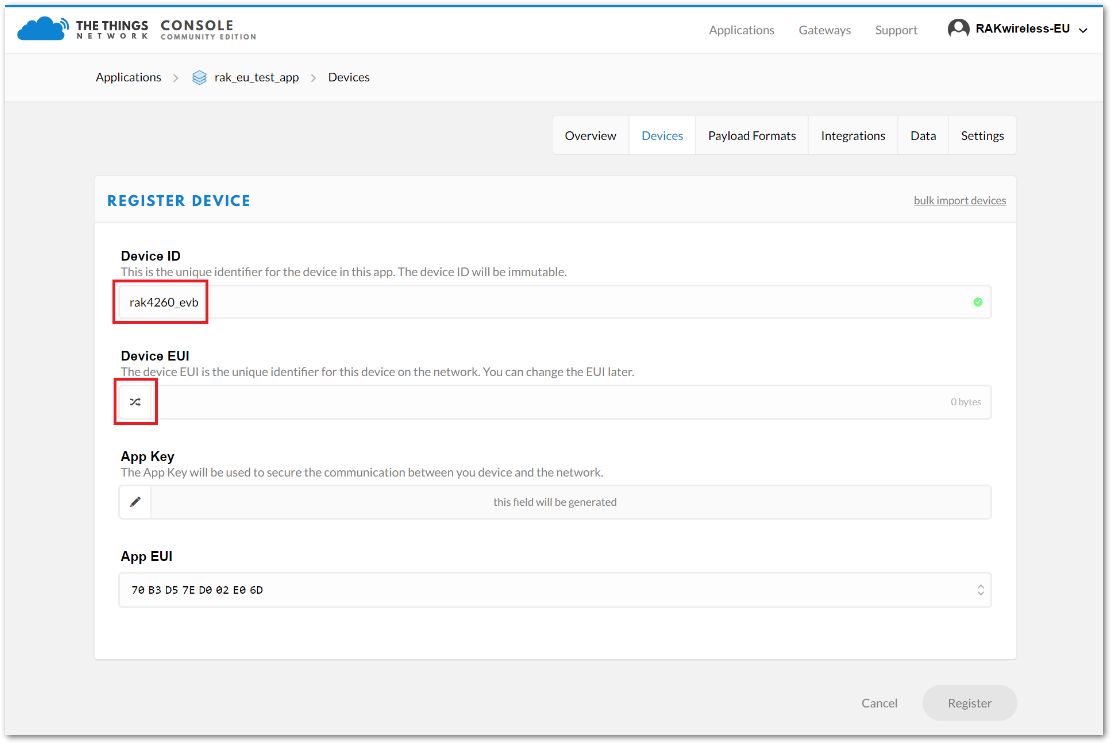 THE THINGS NETWORK CONSOLE COMMUNITY EDITION
Applications Gateways Support RAKwireless-EU
Applications rak_eu_test_app Devices
Overview Devices Payload Formats Integrations Data Settings
REGISTER DEVICE bulk import devices
Device ID
This is the unique identifier for the device in this app. The device ID will be immutable.
rak4260_evb
Device EUI
The device EUI is the unique identifier for this device on the network. You can change the EUI later.
0 bytes
App Key
The App Key will be used to secure the communication between you device and the network.
this field will be generated
App EUI
70 B3 D5 7E D0 02 E0 6D
Cancel Register